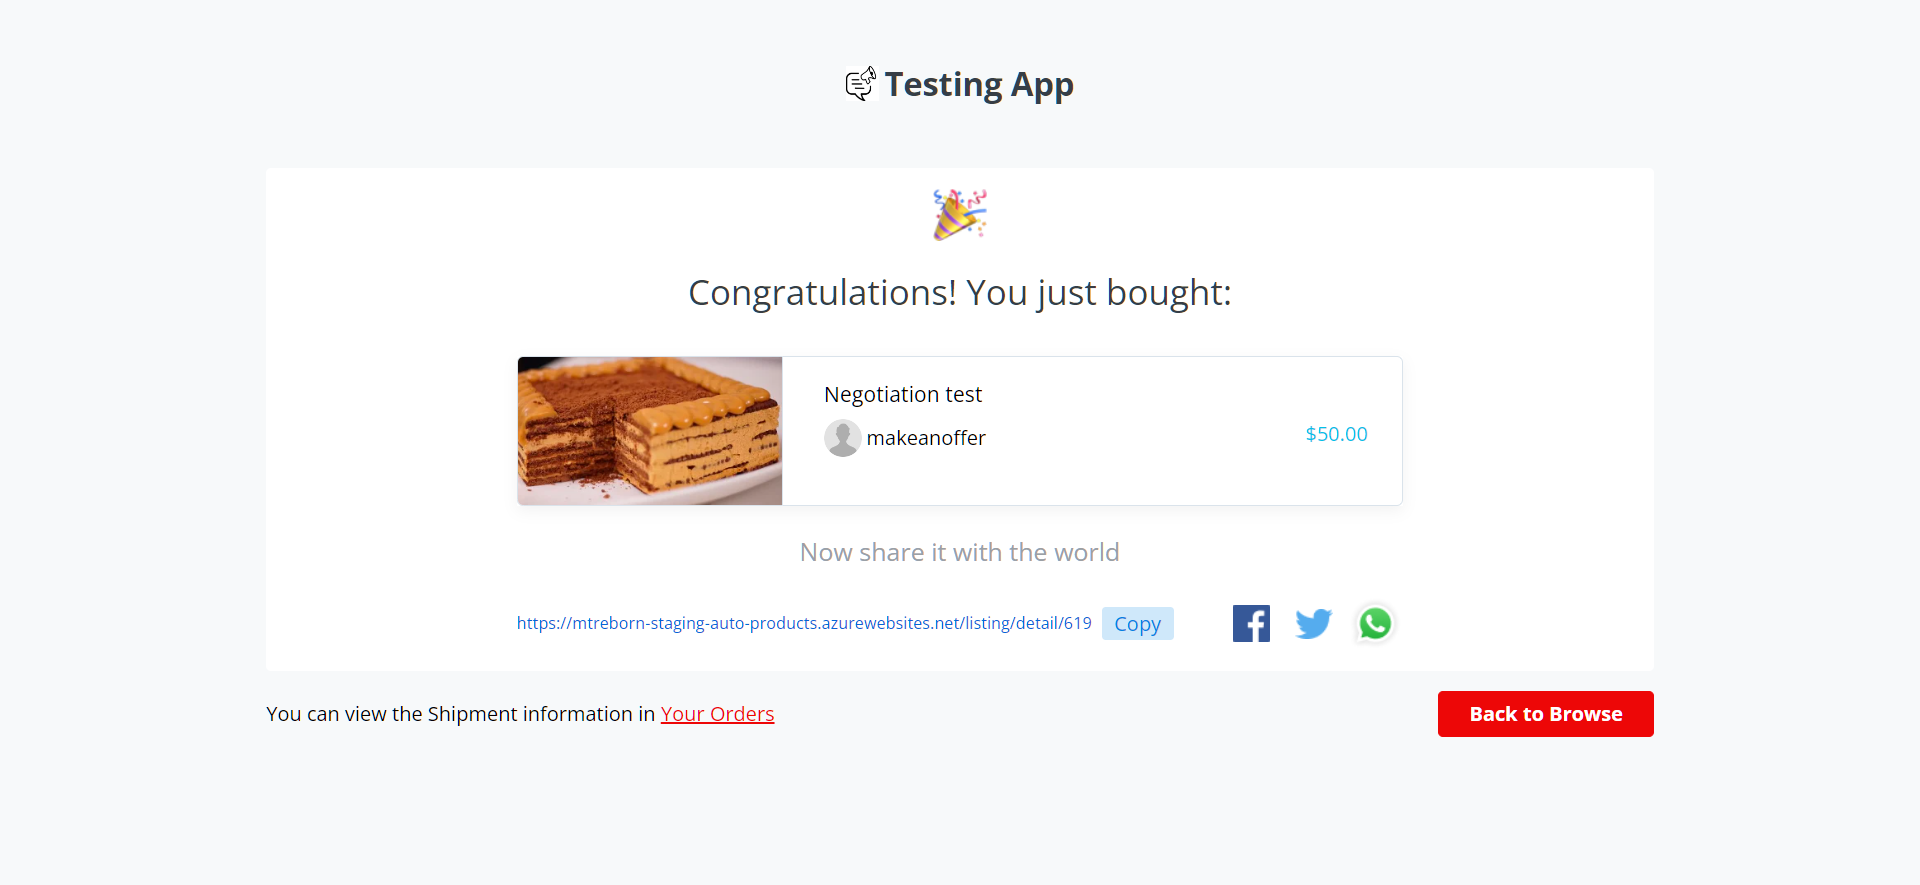 Testing App
Congratulations! You just bought:
Negotiation test
makeanoffer
$50.00
Now share it with the world
https://mtreborn-staging-auto-products.azurewebsites.net/listing/detail/619 Copy
You can view the Shipment information in Your Orders
Back to Browse